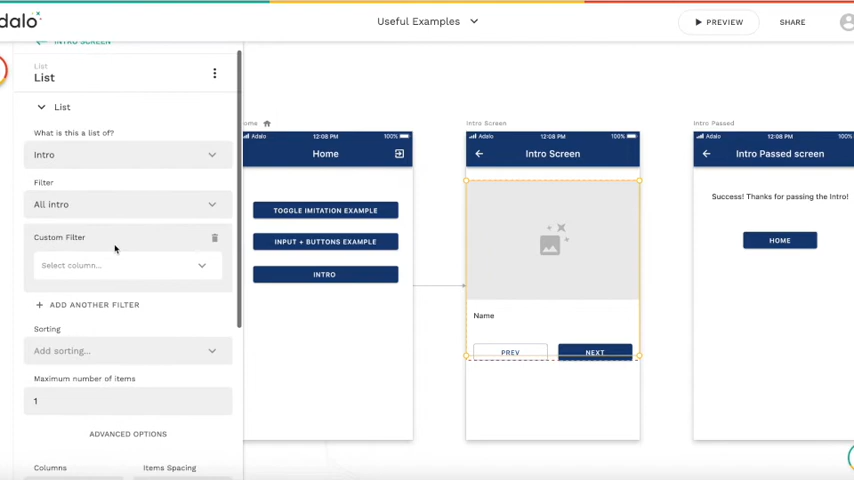 dalo
Useful Examples
PREVIEW
SHARE
INTRO SCREEN
List
List
List
What is this a list of?
Intro
Filter
All intro
Custom Filter
Select column...
ADD ANOTHER FILTER
Sorting
Add sorting...
Maximum number of items
1
ADVANCED OPTIONS
Columns
Items Spacing
ome
Adalo
12:08 PM
100%
Home
TOGGLE IMITATION EXAMPLE
INPUT + BUTTONS EXAMPLE
INTRO
Intro Screen
Adalo
12:08 PM
100%
Intro Screen
Name
PREV
NEXT
Intro Passed
Adalo
12:08 PM
100%
Intro Passed screen
Success! Thanks for passing the Intro!
HOME